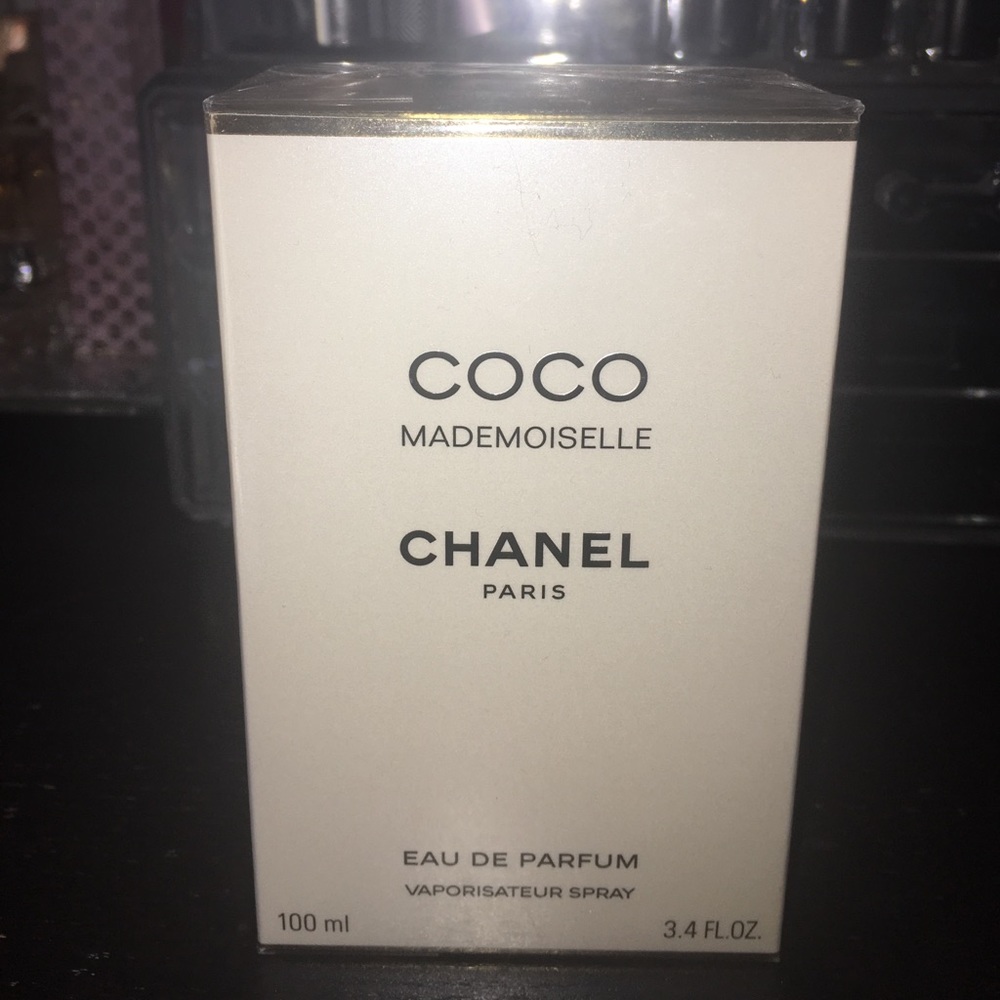 COCO
MADEMOISELLE
CHANEL
PARIS
EAU DE PARFUM
VAPORISATEUR SPRAY
100 ml
3.4 FL.OZ.